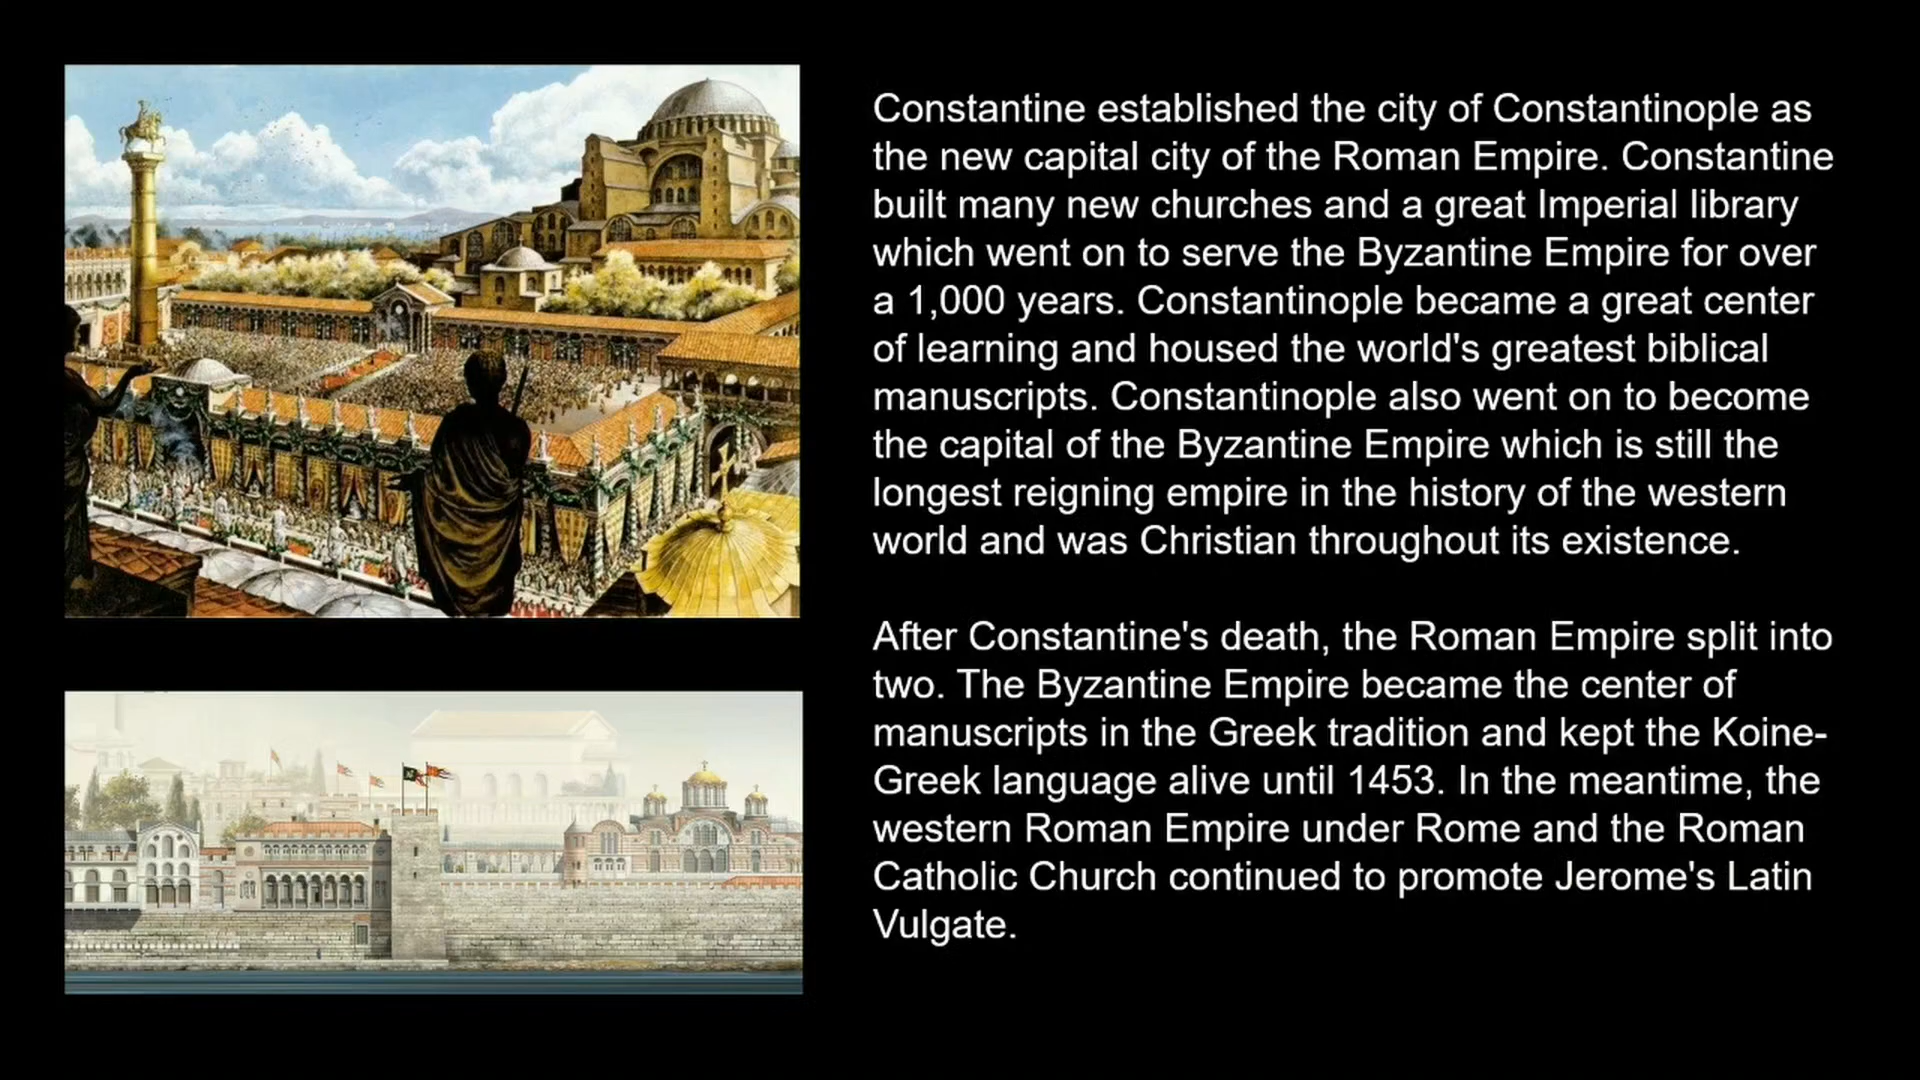 Constantine established the city of Constantinople as
the new capital city of the Roman Empire. Constantine
built many new churches and a great Imperial library
which went on to serve the Byzantine Empire for over
a 1,000 years. Constantinople became a great center
of learning and housed the world's greatest biblical
manuscripts. Constantinople also went on to become
the capital of the Byzantine Empire which is still the
longest reigning empire in the history of the western
world and was Christian throughout its existence.
After Constantine's death, the Roman Empire split into
two. The Byzantine Empire became the center of
manuscripts in the Greek tradition and kept the Koine-
Greek language alive until 1453. In the meantime, the
western Roman Empire under Rome and the Roman
Catholic Church continued to promote Jerome's Latin
Vulgate.